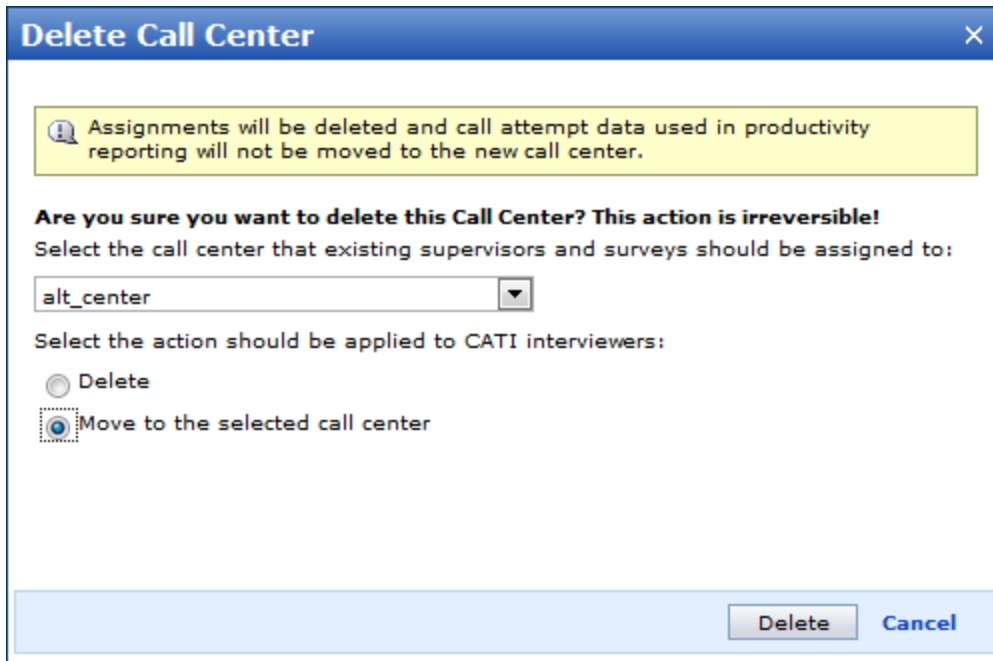 Delete Call Center
Assignments will be deleted and call attempt data used in productivity
reporting will not be moved to the new call center.
Are you sure you want to delete this Call Center? This action is irreversible!
Select the call center that existing supervisors and surveys should be assigned to:
alt_center
Select the action should be applied to CATI interviewers:
Delete
Move to the selected call center
Delete Cancel